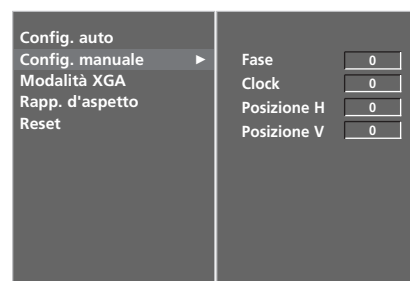 Config. auto
Config. manuale ►
Modalità XGA
Rapp. d'aspetto
Reset
Fase 0
Clock 0
Posizione H 0
Posizione V 0